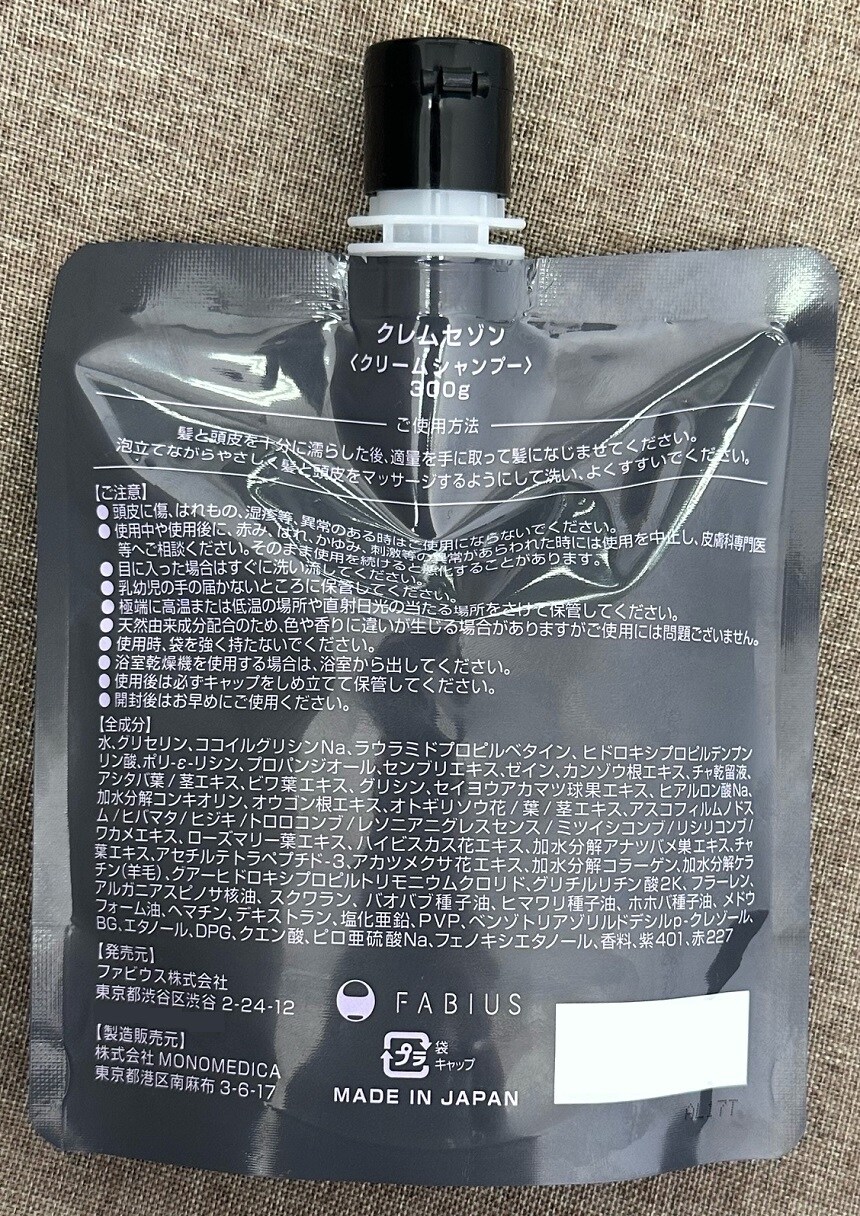 クレムセゾン
〈クリームシャンプー〉
300g
ご使用方法
髪と頭皮を十分に濡らした後、適量を手に取って髪になじませてください。
泡立てながらやさしく髪と頭皮をマッサージするようにして洗い、よくすすいでください。
【ご注意】
●頭皮に傷、はれもの、湿疹等、異常のある時はご使用にならないでください。
●使用中や使用後に、赤み、はれ、かゆみ、刺激等の異常があらわれた時には使用を中止し、皮膚科専門医
等へご相談ください。そのまま使用を続けると悪化することがあります。
●目に入った場合はすぐに洗い流してください。
●乳幼児の手の届かないところに保管してください。
●極端に高温または低温の場所や直射日光の当たる場所をさけて保管してください。
●天然由来成分配合のため、色や香りに違いが生じる場合がありますがご使用には問題ございません。
●使用時、袋を強く持たないでください。
●浴室乾燥機を使用する場合は、浴室から出してください。
●使用後は必ずキャップをしめ立てて保管してください。
●開封後はお早めにご使用ください。
【全成分】
水、グリセリン、ココイルグリシンNa、ラウラミドプロピルベタイン、ヒドロキシプロピルデンプン
リン酸、ポリ-ε-リシン、プロパンジオール、センブリエキス、ゼイン、カンゾウ根エキス、チャ乾留液、
アシタバ葉/茎エキス、ビワ葉エキス、グリシン、セイヨウアカマツ球果エキス、ヒアルロン酸Na、
加水分解コンキオリン、オウゴン根エキス、オトギリソウ花/葉/茎エキス、アスコフィルムノドス
ム/ヒバマタ/ヒジキ/トロロコンブ/レソニアニグレスセンス/ミツイシコンブ/リシリコンブ/
ワカメエキス、ローズマリー葉エキス、ハイビスカス花エキス、加水分解アナツバメ巣エキス、チャ
葉エキス、アセチルテトラペプチド-3、アカツメクサ花エキス、加水分解コラーゲン、加水分解ケラ
チン(羊毛)、グアーヒドロキシプロピルトリモニウムクロリド、グリチルリチン酸2K、フラーレン、
アルガニアスピノサ核油、スクワラン、バオバブ種子油、ヒマワリ種子油、ホホバ種子油、メドウ
フォーム油、ヘマチン、デキストラン、塩化亜鉛、PVP、ベンゾトリアゾリルドデシルp-クレゾール、
BG、エタノール、DPG、クエン酸、ピロ亜硫酸Na、フェノキシエタノール、香料、紫401、赤227
【発売元】
ファビウス株式会社
東京都渋谷区渋谷 2-24-12
FABIUS
【製造販売元】
株式会社 MONOMEDICA
東京都港区南麻布 3-6-17
プラ
袋
キャップ
MADE IN JAPAN
AL17T